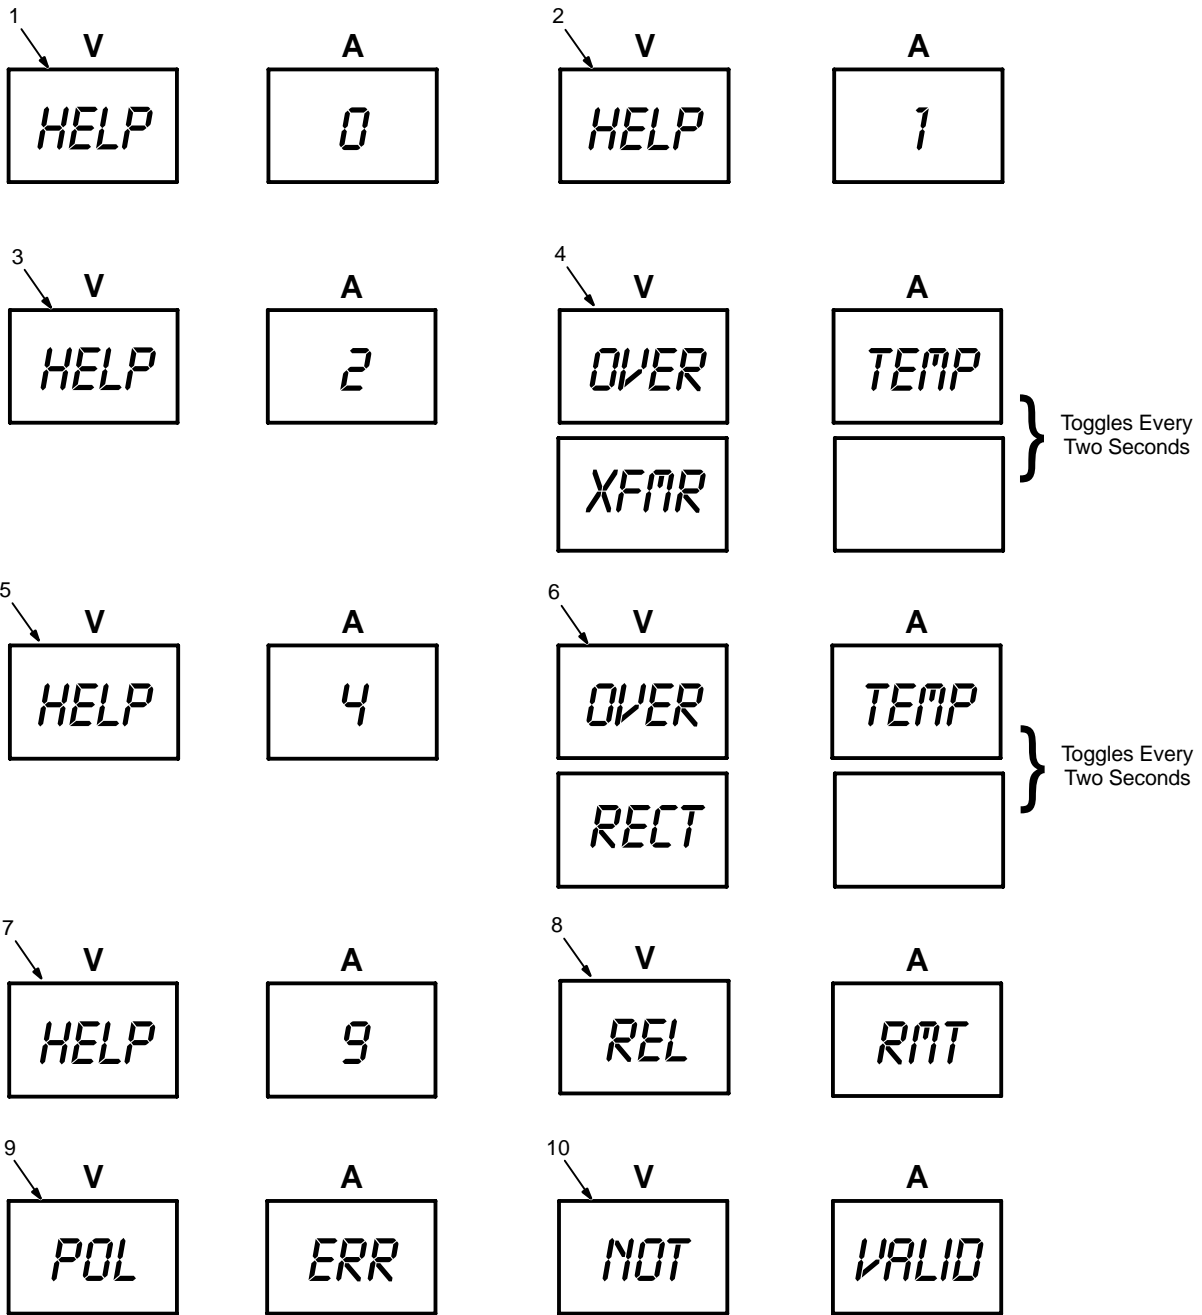 1 2
V A V A
HELP 0 HELP 1
3 4
V A V A
HELP 2 OVER TEMP
Toggles Every
Two Seconds
XFMR
5 6
V A V A
HELP 4 OVER TEMP
Toggles Every
Two Seconds
RECT
7 8
V A V A
HELP 9 REL RMT
9 10
V A V A
POL ERR NOT VALID